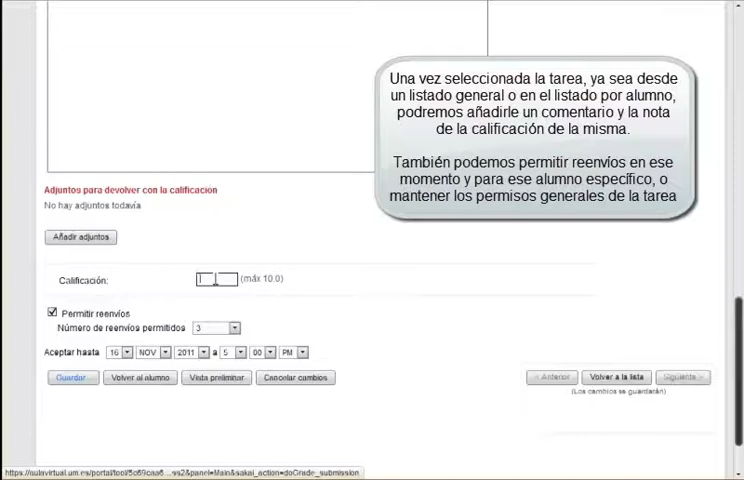 Una vez seleccionada la tarea, ya sea desde
un listado general o en el listado por alumno,
podremos añadirle un comentario y la nota
de la calificación de la misma.
También podemos permitir reenvíos en ese
momento y para ese alumno específico, o
mantener los permisos generales de la tarea
Adjuntos para devolver con la calificación
No hay adjuntos todavía
Añadir adjuntos
Calificación: (máx 10.0)
Permitir reenvíos
Número de reenvíos permitidos 3
Aceptar hasta 16 NOV 2011 a 5 00 PM
Guardar Volver al alumno Vista preliminar Cancelar cambios < Anterior Volver a la lista Siguiente >
(Los cambios se guardarán)